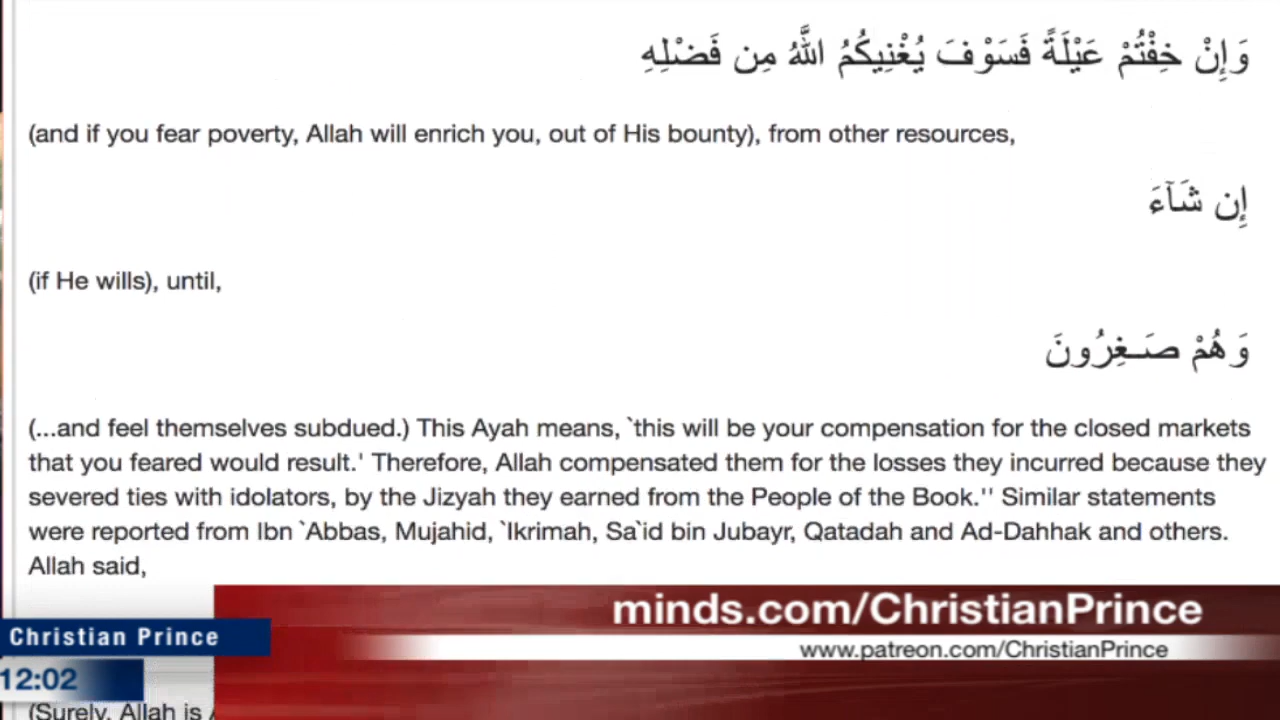 وَإِنْ خِفْتُمْ عَيْلَةً فَسَوْفَ يُغْنِيكُمُ اللَّهُ مِن فَضْلِهِ
(and if you fear poverty, Allah will enrich you, out of His bounty), from other resources,
إِن شَآءَ
(if He wills), until,
وَهُمْ صَـغِرُونَ
(...and feel themselves subdued.) This Ayah means, `this will be your compensation for the closed markets
that you feared would result.' Therefore, Allah compensated them for the losses they incurred because they
severed ties with idolators, by the Jizyah they earned from the People of the Book.'' Similar statements
were reported from Ibn `Abbas, Mujahid, `Ikrimah, Sa`id bin Jubayr, Qatadah and Ad-Dahhak and others.
Allah said,
minds.com/ChristianPrince
Christian Prince
www.patreon.com/ChristianPrince
12:02
(Surely, Allah is